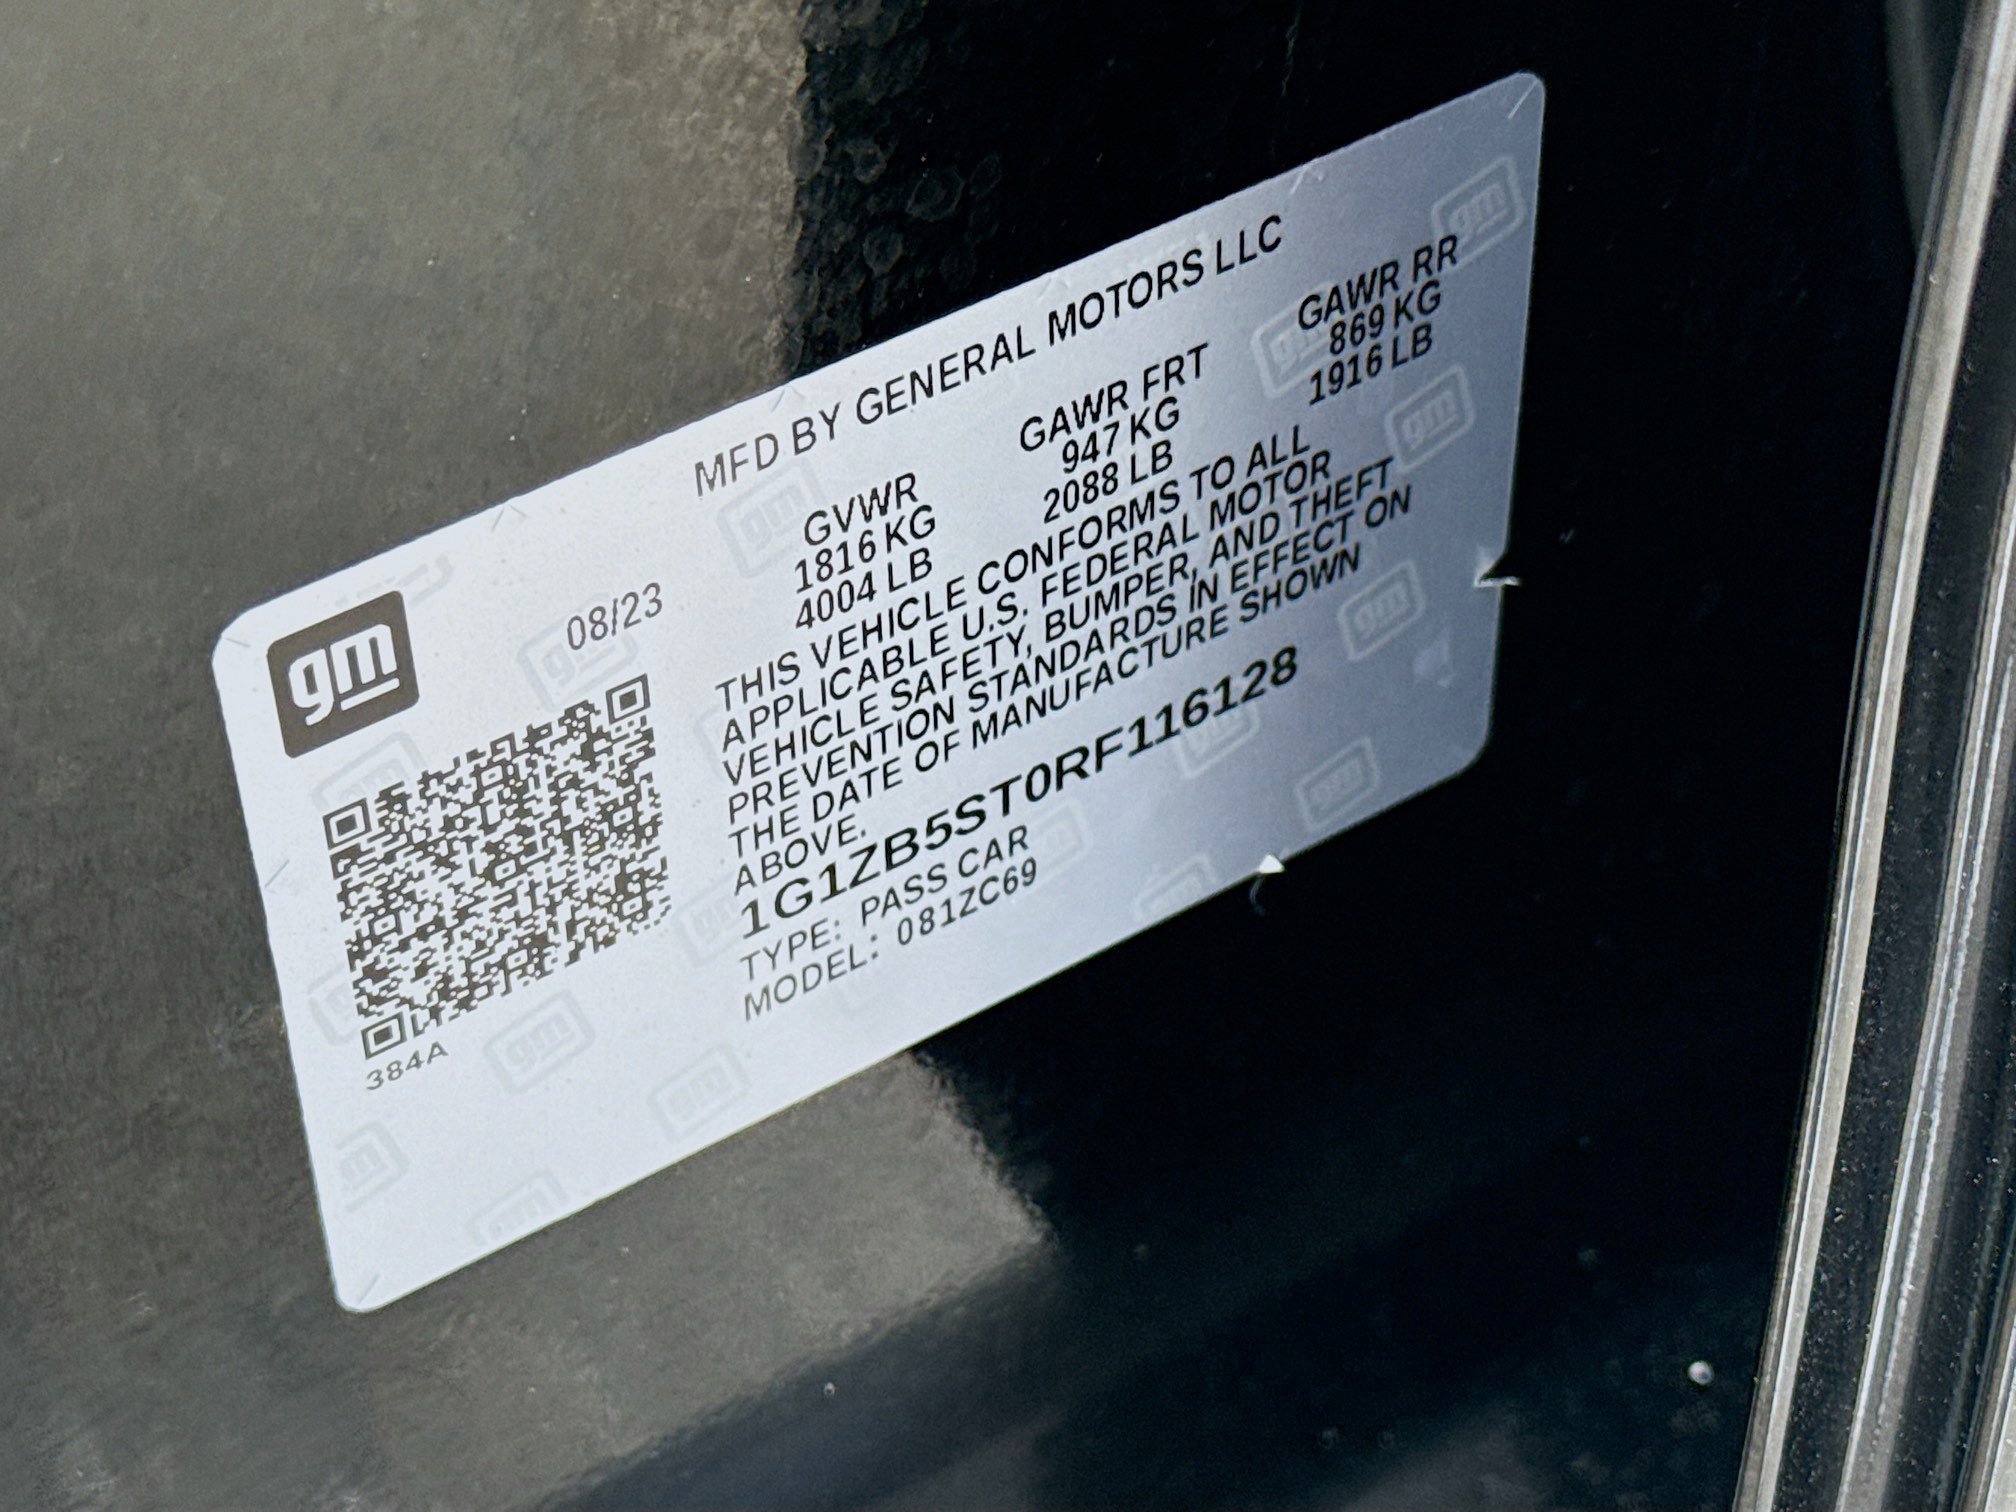 MFD BY GENERAL MOTORS LLC
gm
08/23
GVWR GAWR FRT GAWR RR
1816 KG 947 KG 869 KG
4004 LB 2088 LB 1916 LB
THIS VEHICLE CONFORMS TO ALL
APPLICABLE U.S. FEDERAL MOTOR
VEHICLE SAFETY, BUMPER, AND THEFT
PREVENTION STANDARDS IN EFFECT ON
THE DATE OF MANUFACTURE SHOWN
ABOVE.
1G1ZB5ST0RF116128
TYPE: PASS CAR
MODEL: 081ZC69
384A